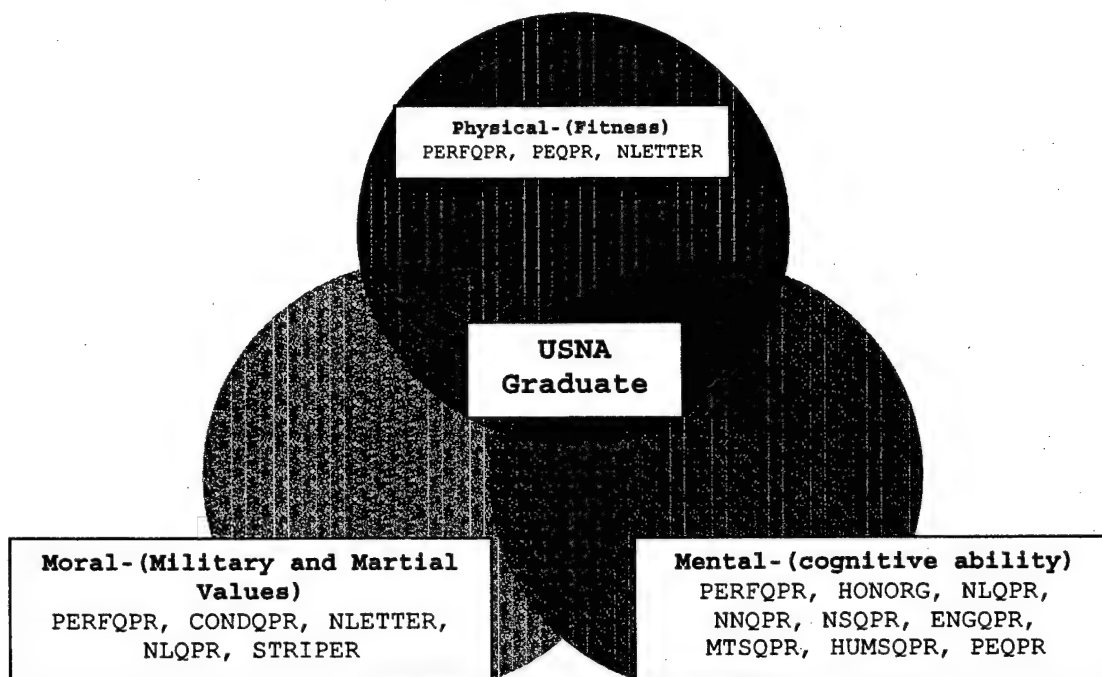 Physical-(Fitness)
PERFQPR, PEQPR, NLETTER
USNA
Graduate
Moral-(Military and Martial
Values)
PERFQPR, CONDQPR, NLETTER,
NLQPR, STRIPER
Mental-(cognitive ability)
PERFQPR, HONORG, NLQPR,
NNQPR, NSQPR, ENGQPR,
MTSQPR, HUMSQPR, PEQPR